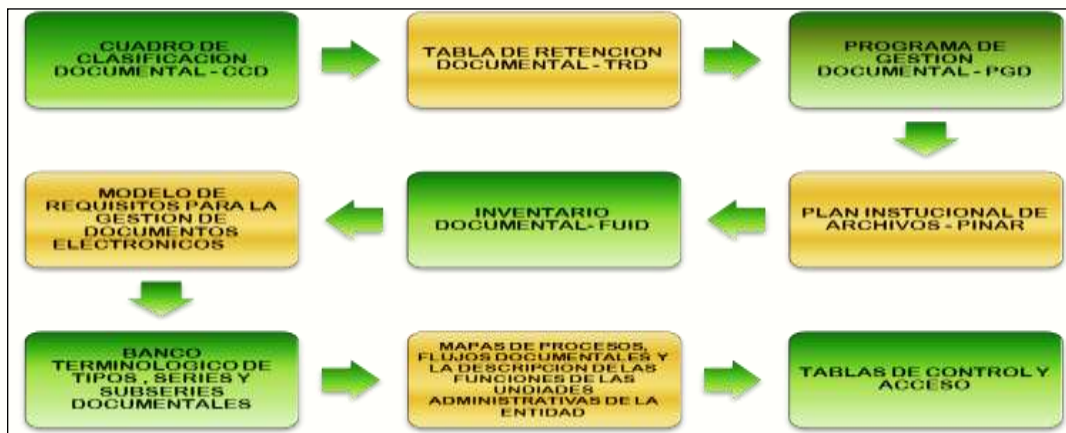 CUADRO DE
CLASIFICACION
DOCUMENTAL - CCD
TABLA DE RETENCION
DOCUMENTAL - TRD
PROGRAMA DE
GESTION
DOCUMENTAL - PGD
PLAN INSTUCIONAL DE
ARCHIVOS - PINAR
INVENTARIO
DOCUMENTAL- FUID
MODELO DE
REQUISITOS PARA LA
GESTION DE
DOCUMENTOS
ELECTRONICOS
BANCO
TERMINOLOGICO DE
TIPOS , SERIES Y
SUBSERIES
DOCUMENTALES
MAPAS DE PROCESOS,
FLUJOS DOCUMENTALES Y
LA DESCRIPCION DE LAS
FUNCIONES DE LAS
UNDIADES
ADMINISTRATIVAS DE LA
ENTIDAD
TABLAS DE CONTROL Y
ACCESO